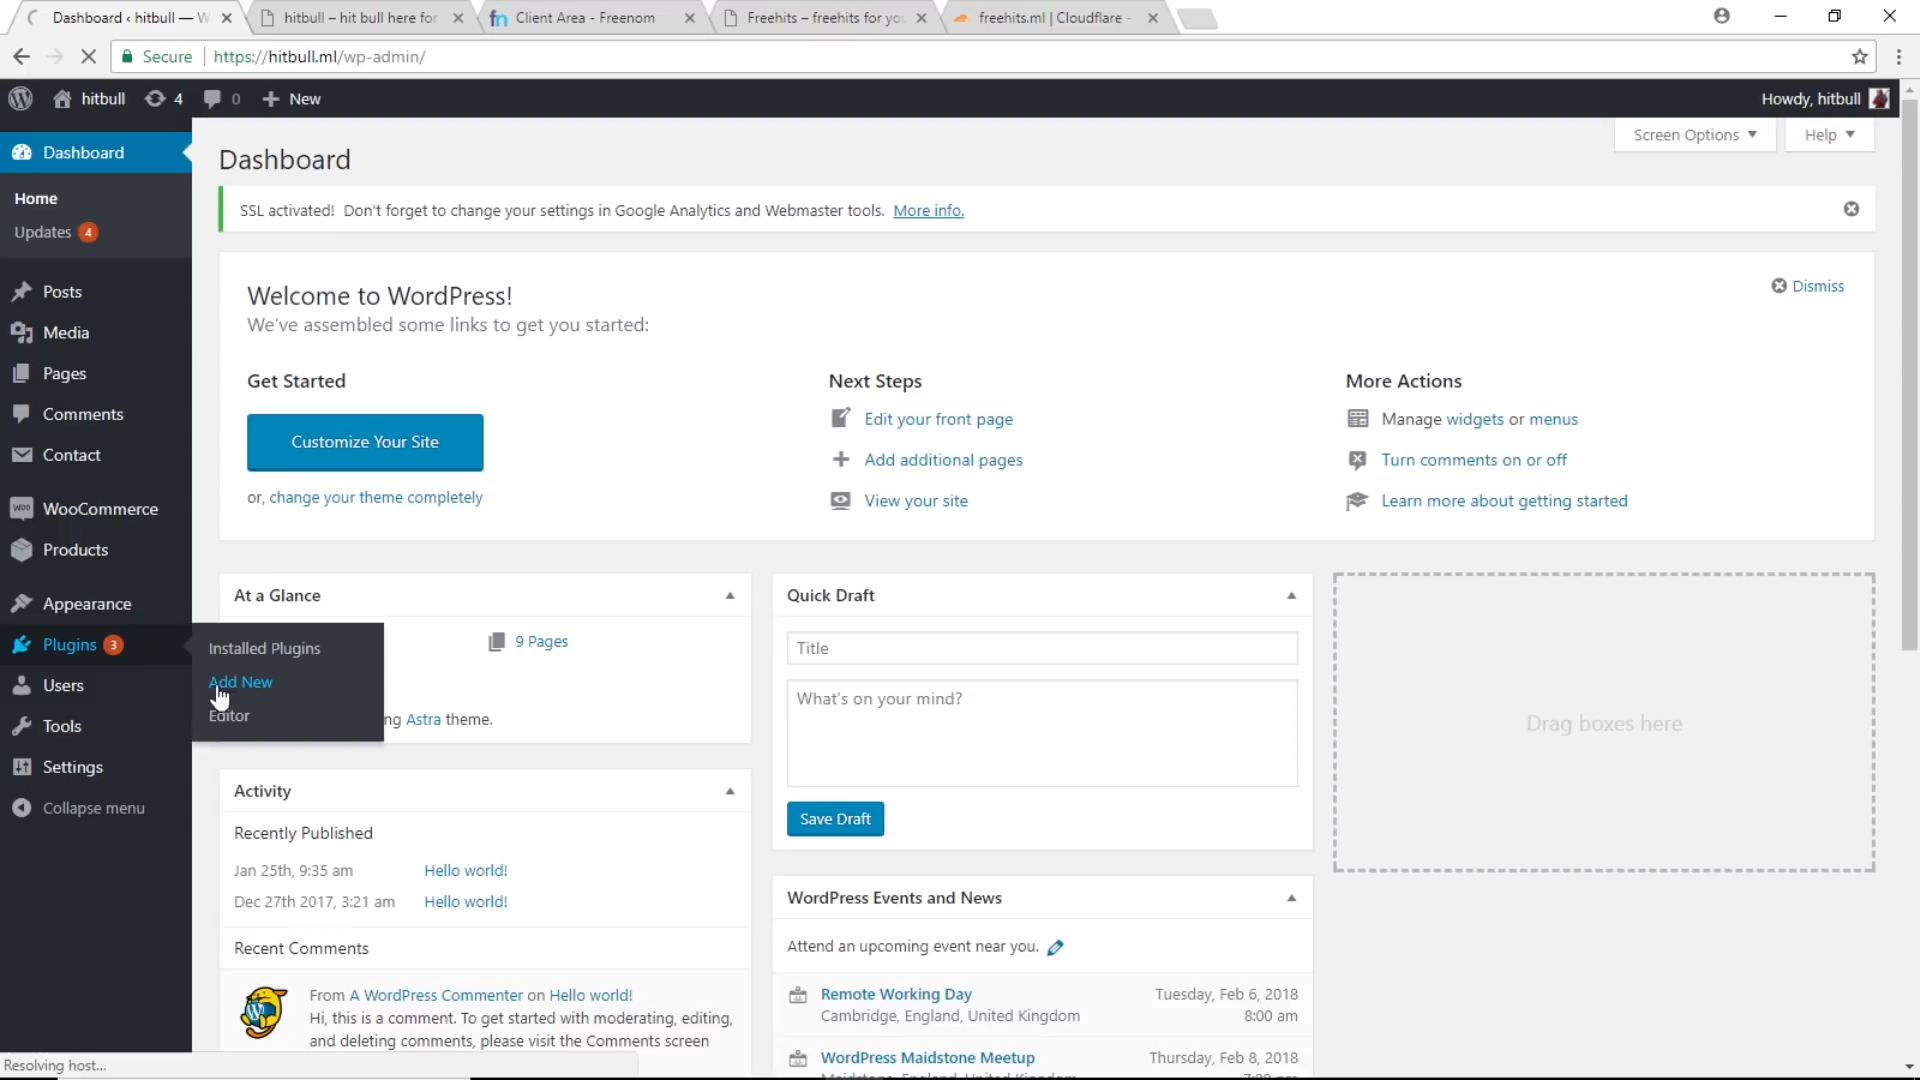 Dashboard ‹ hitbull — W
hitbull – hit bull here for
Client Area - Freenom
Freehits – freehits for you
freehits.ml | Cloudflare -
Secure
https://hitbull.ml/wp-admin/
hitbull
4
0
New
Howdy, hitbull
Dashboard
Home
Updates 4
Posts
Media
Pages
Comments
Contact
WooCommerce
Products
Appearance
Plugins 3
Installed Plugins
Add New
Editor
Users
Tools
Settings
Collapse menu
Screen Options
Help
Dashboard
SSL activated! Don't forget to change your settings in Google Analytics and Webmaster tools. More info.
Welcome to WordPress!
Dismiss
We've assembled some links to get you started:
Get Started
Customize Your Site
or, change your theme completely
Next Steps
Edit your front page
Add additional pages
View your site
More Actions
Manage widgets or menus
Turn comments on or off
Learn more about getting started
At a Glance
9 Pages
ng Astra theme.
Activity
Recently Published
Jan 25th, 9:35 am Hello world!
Dec 27th 2017, 3:21 am Hello world!
Recent Comments
From A WordPress Commenter on Hello world!
Hi, this is a comment. To get started with moderating, editing,
and deleting comments, please visit the Comments screen
Quick Draft
Title
What's on your mind?
Save Draft
WordPress Events and News
Attend an upcoming event near you.
Remote Working Day Tuesday, Feb 6, 2018
Cambridge, England, United Kingdom 8:00 am
WordPress Maidstone Meetup Thursday, Feb 8, 2018
Drag boxes here
Resolving host...